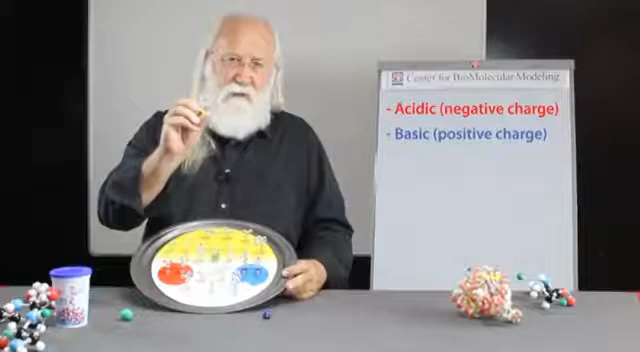 Center for BioMolecular Modeling
- Acidic (negative charge)
- Basic (positive charge)